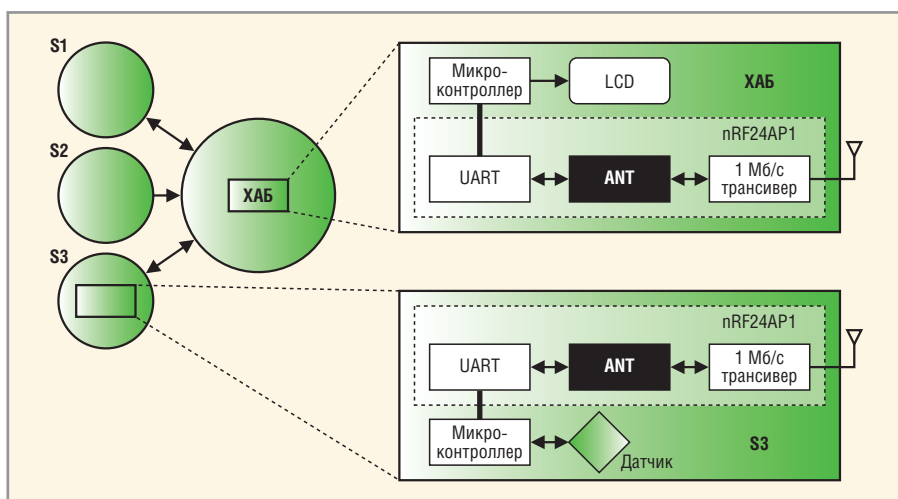 S1
S2
S3
ХАБ
Микро-
контроллер
LCD
ХАБ
nRF24AP1
UART
ANT
1 Мб/с
трансивер
nRF24AP1
UART
ANT
1 Мб/с
трансивер
Микро-
контроллер
Датчик
S3